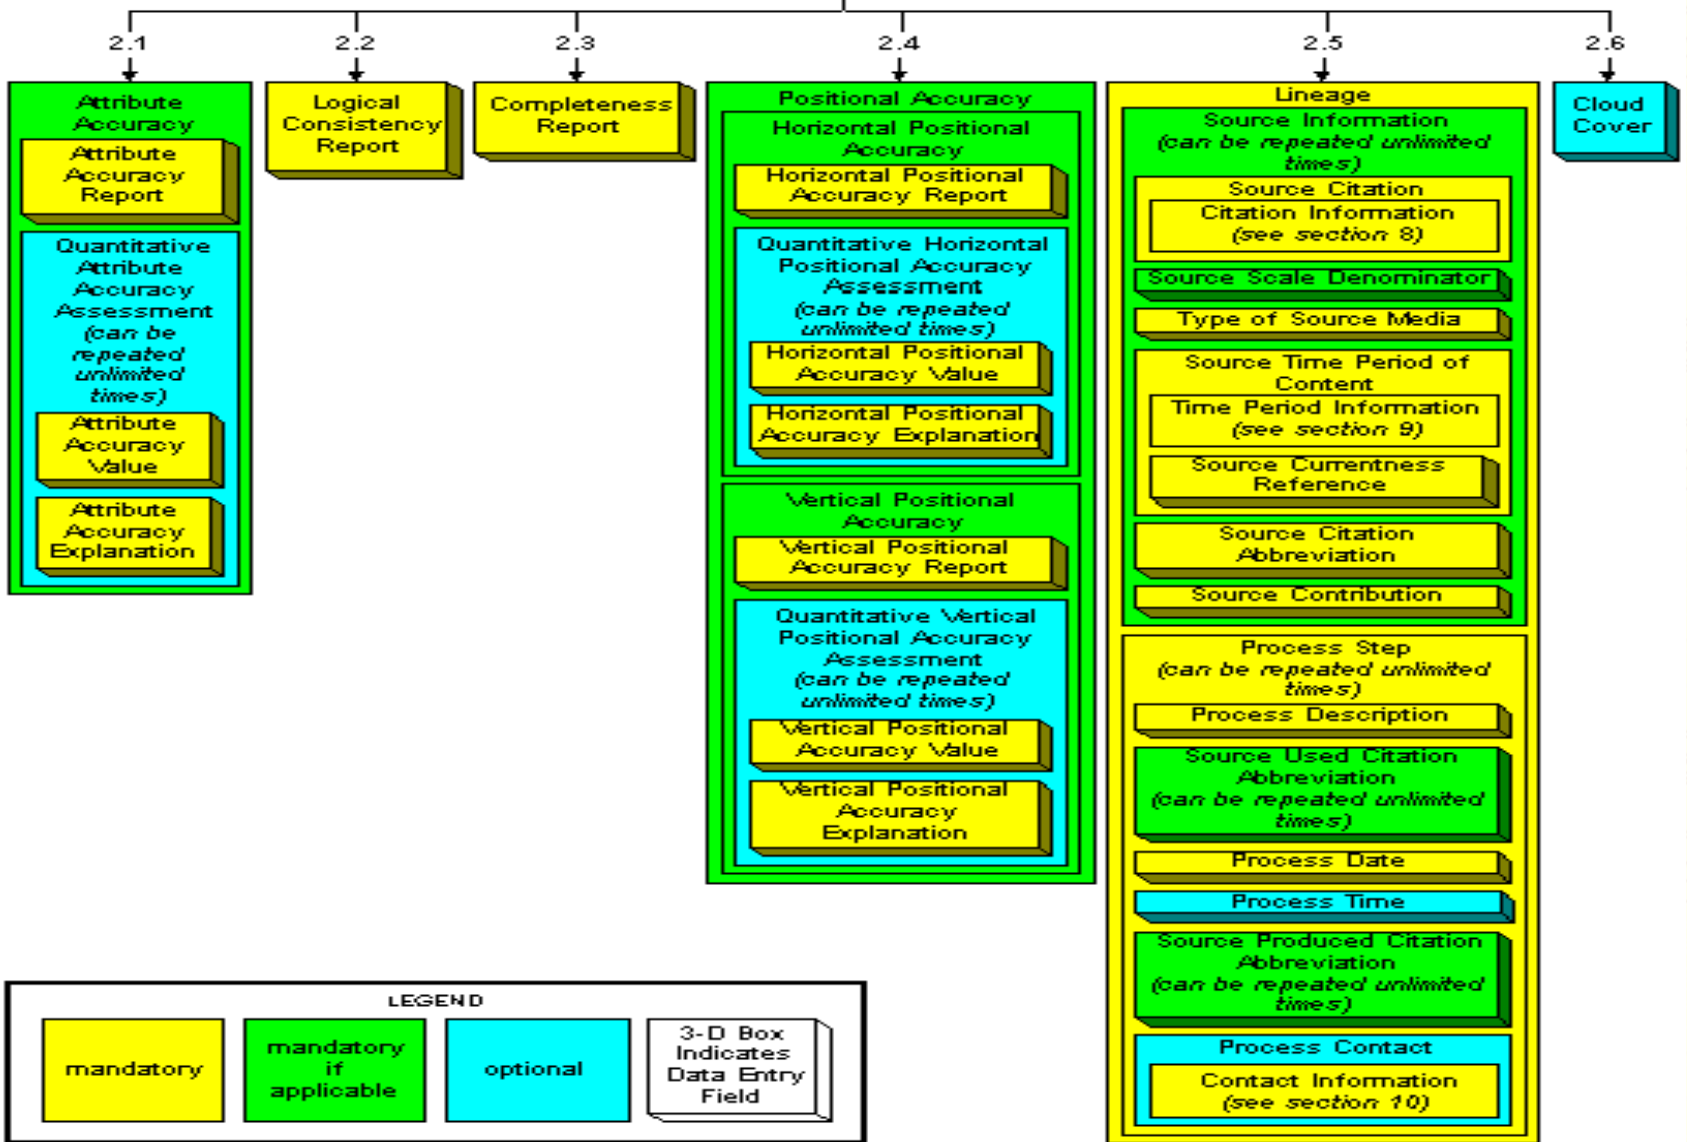 2.1
2.2
2.3
2.4
2.5
2.6
Attribute
Accuracy
Attribute
Accuracy
Report
Quantitative
Attribute
Accuracy
Assessment
(can be
repeated
unlimited
times)
Attribute
Accuracy
Value
Attribute
Accuracy
Explanation
Logical
Consistency
Report
Completeness
Report
Positional Accuracy
Horizontal Positional
Accuracy
Horizontal Positional
Accuracy Report
Quantitative Horizontal
Positional Accuracy
Assessment
(can be repeated
unlimited times)
Horizontal Positional
Accuracy Value
Horizontal Positional
Accuracy Explanation
Vertical Positional
Accuracy
Vertical Positional
Accuracy Report
Quantitative Vertical
Positional Accuracy
Assessment
(can be repeated
unlimited times)
Vertical Positional
Accuracy Value
Vertical Positional
Accuracy
Explanation
Lineage
Source Information
(can be repeated unlimited
times)
Source Citation
Citation Information
(see section 8)
Source Scale Denominator
Type of Source Media
Source Time Period of
Content
Time Period Information
(see section 9)
Source Currentness
Reference
Source Citation
Abbreviation
Source Contribution
Process Step
(can be repeated unlimited
times)
Process Description
Source Used Citation
Abbreviation
(can be repeated unlimited
times)
Process Date
Process Time
Source Produced Citation
Abbreviation
(can be repeated unlimited
times)
Process Contact
Contact Information
(see section 10)
Cloud
Cover
LEGEND
mandatory
mandatory
if
applicable
optional
3-D Box
Indicates
Data Entry
Field